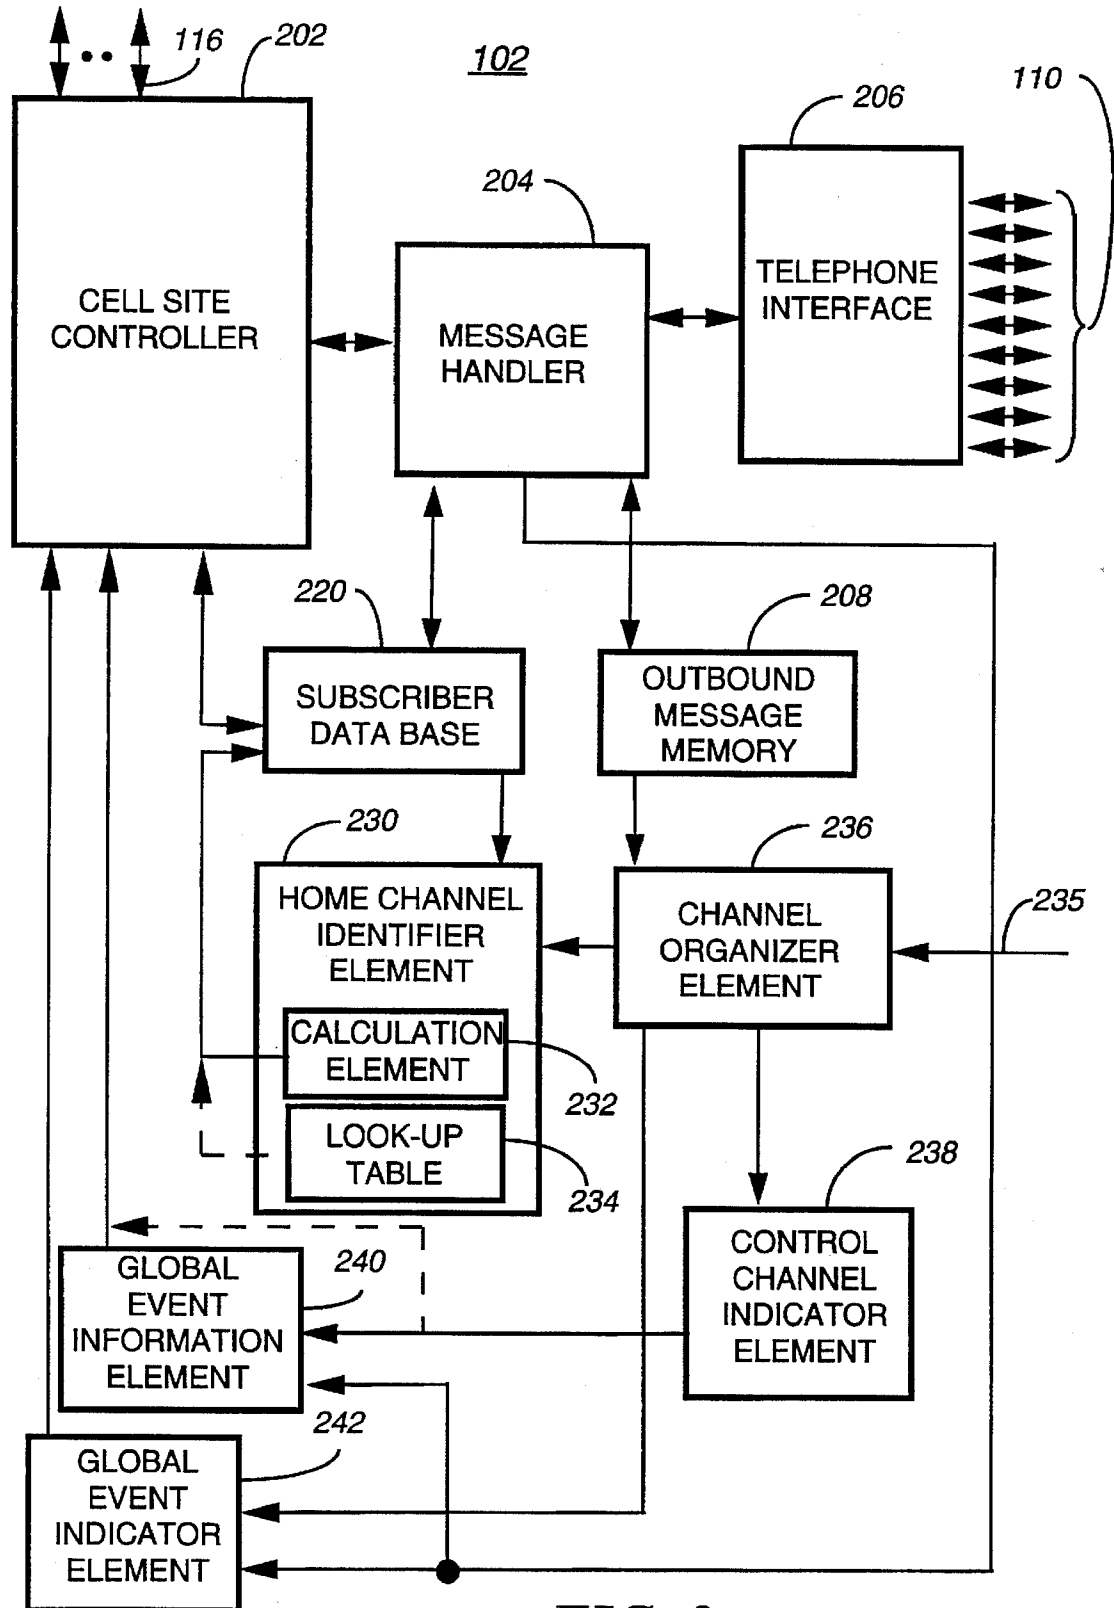 116
202
102
206
110
204
CELL SITE
CONTROLLER
MESSAGE
HANDLER
TELEPHONE
INTERFACE
220
208
SUBSCRIBER
DATA BASE
OUTBOUND
MESSAGE
MEMORY
230
236
HOME CHANNEL
IDENTIFIER
ELEMENT
CHANNEL
ORGANIZER
ELEMENT
235
CALCULATION
ELEMENT
232
LOOK-UP
TABLE
234
238
CONTROL
CHANNEL
INDICATOR
ELEMENT
240
GLOBAL
EVENT
INFORMATION
ELEMENT
242
GLOBAL
EVENT
INDICATOR
ELEMENT